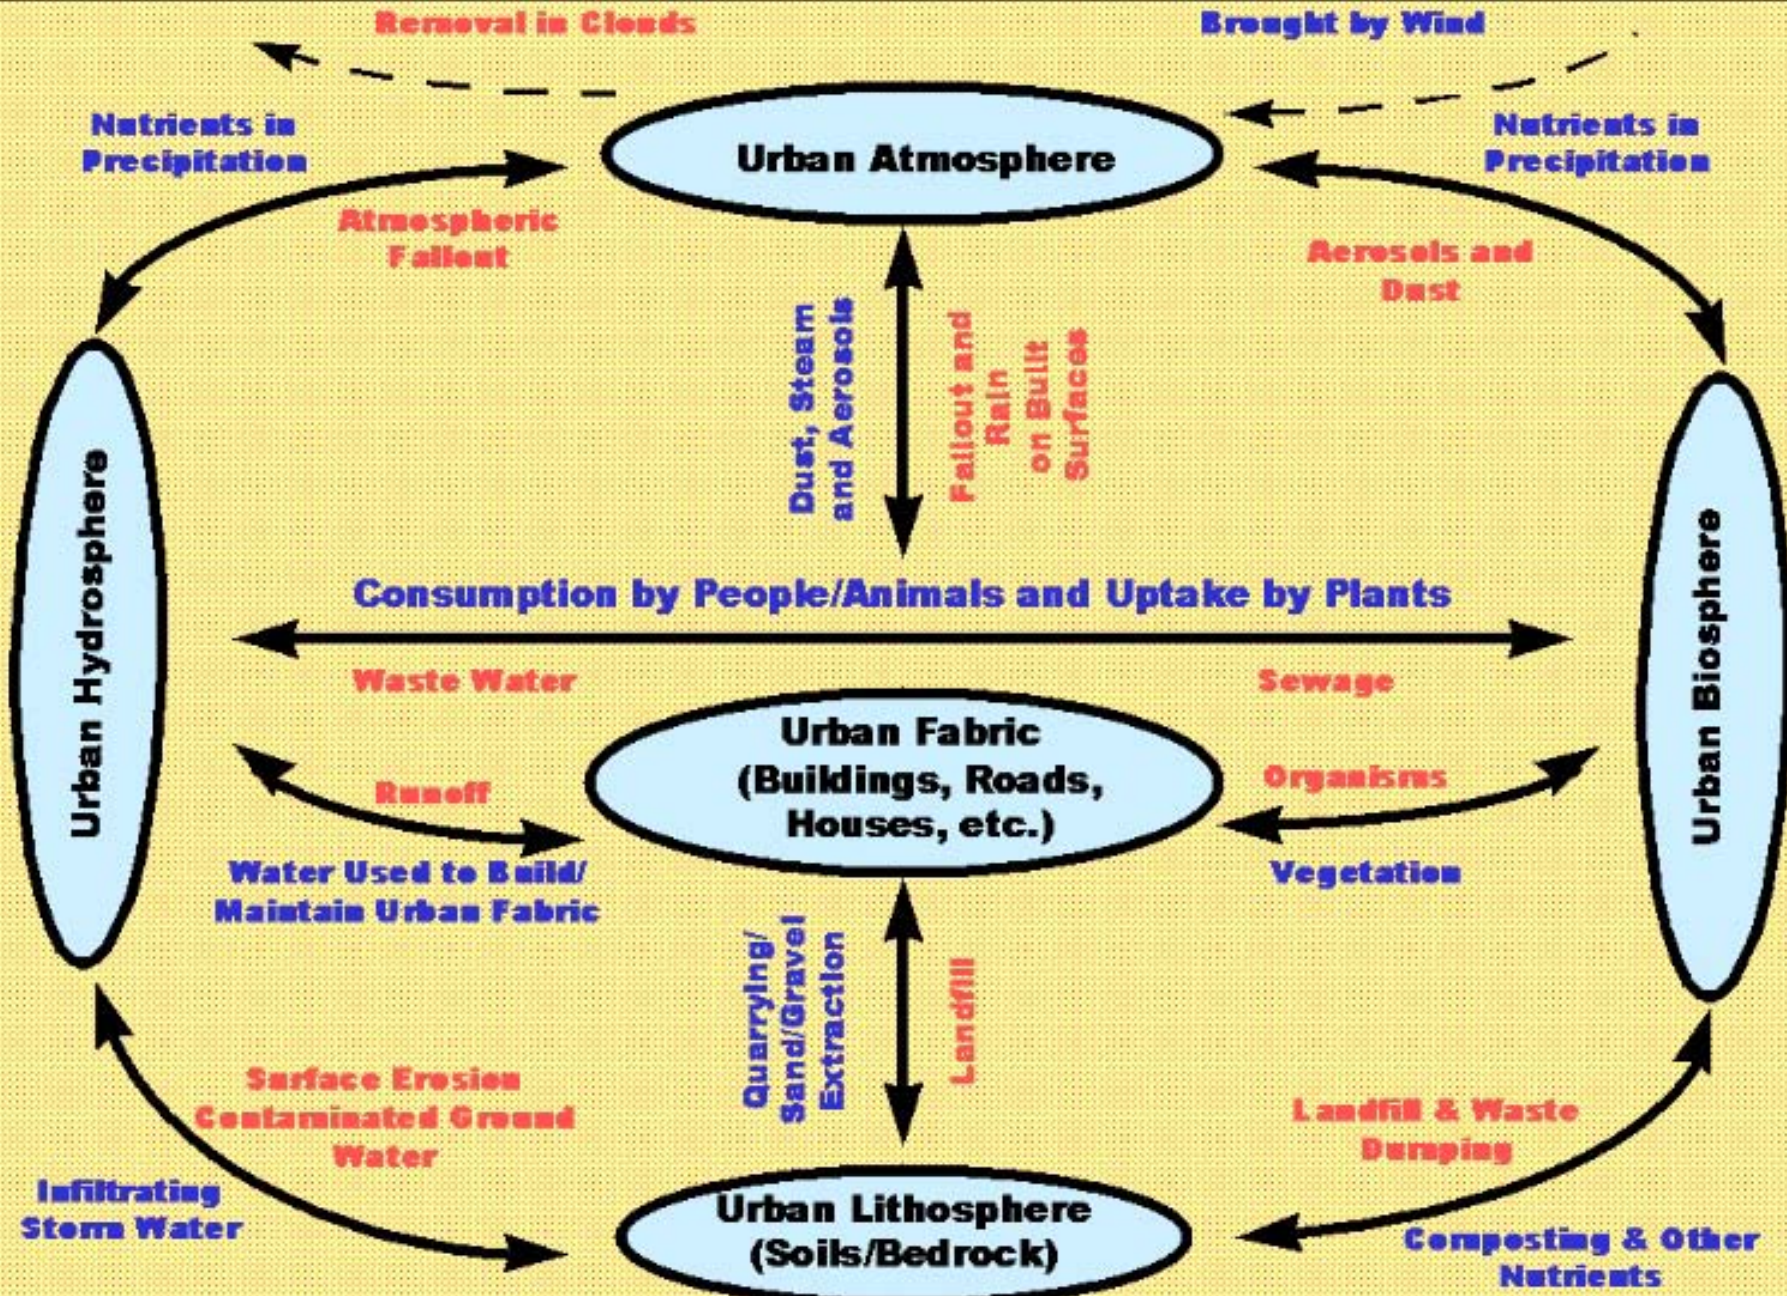 Removal in Clouds
Brought by Wind
Nutrients in
Precipitation
Urban Atmosphere
Nutrients in
Precipitation
Atmospheric
Fallout
Aerosols and
Dust
Dust, Steam
and Aerosols
Fallout and
Rain
on Built
Surfaces
Urban Hydrosphere
Consumption by People/Animals and Uptake by Plants
Urban Biosphere
Waste Water
Sewage
Urban Fabric
(Buildings, Roads,
Houses, etc.)
Runoff
Organisms
Water Used to Build/
Maintain Urban Fabric
Vegetation
Quarrying/
Sand/Gravel
Extraction
Landfill
Surface Erosion
Contaminated Ground
Water
Landfill & Waste
Dumping
Infiltrating
Storm Water
Urban Lithosphere
(Soils/Bedrock)
Composting & Other
Nutrients